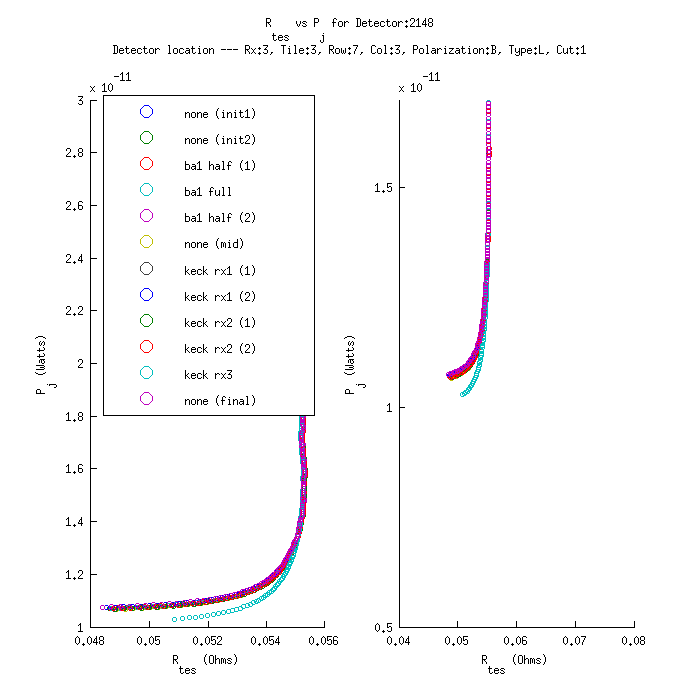 R    vs P  for Detector:2148
tes     j
Detector location --- Rx:3, Tile:3, Row:7, Col:3, Polarization:B, Type:L, Cut:1
x 10^-11
3
2.8
2.6
2.4
2.2
2
1.8
1.6
1.4
1.2
1
P_j (Watts)
none (init1)
none (init2)
ba1 half (1)
ba1 full
ba1 half (2)
none (mid)
keck rx1 (1)
keck rx1 (2)
keck rx2 (1)
keck rx2 (2)
keck rx3
none (final)
0.048 0.05 0.052 0.054 0.056
R_tes (Ohms)
x 10^-11
1.5
1
0.5
P_j (Watts)
0.04 0.05 0.06 0.07 0.08
R_tes (Ohms)